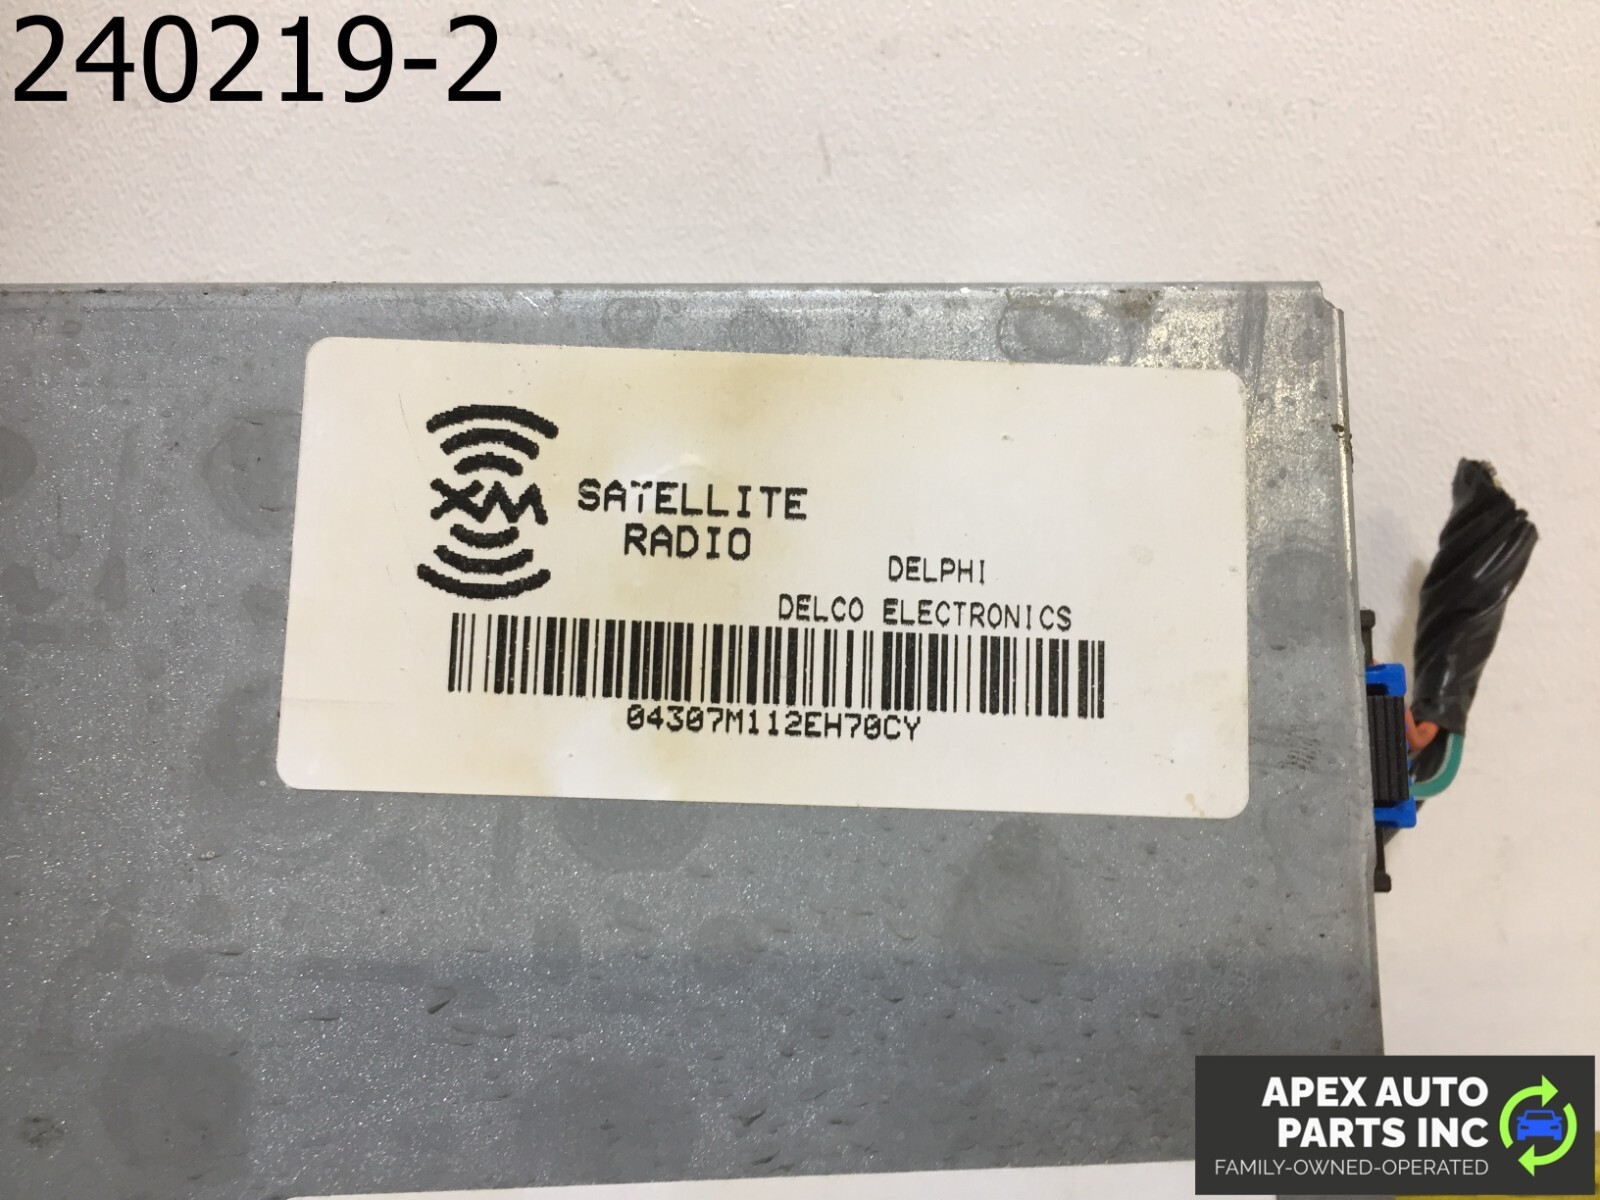 240219-2
XM
SATELLITE
RADIO
DELPHI
DELCO ELECTRONICS
04307M112EH70CY
APEX AUTO
PARTS INC
FAMILY-OWNED-OPERATED